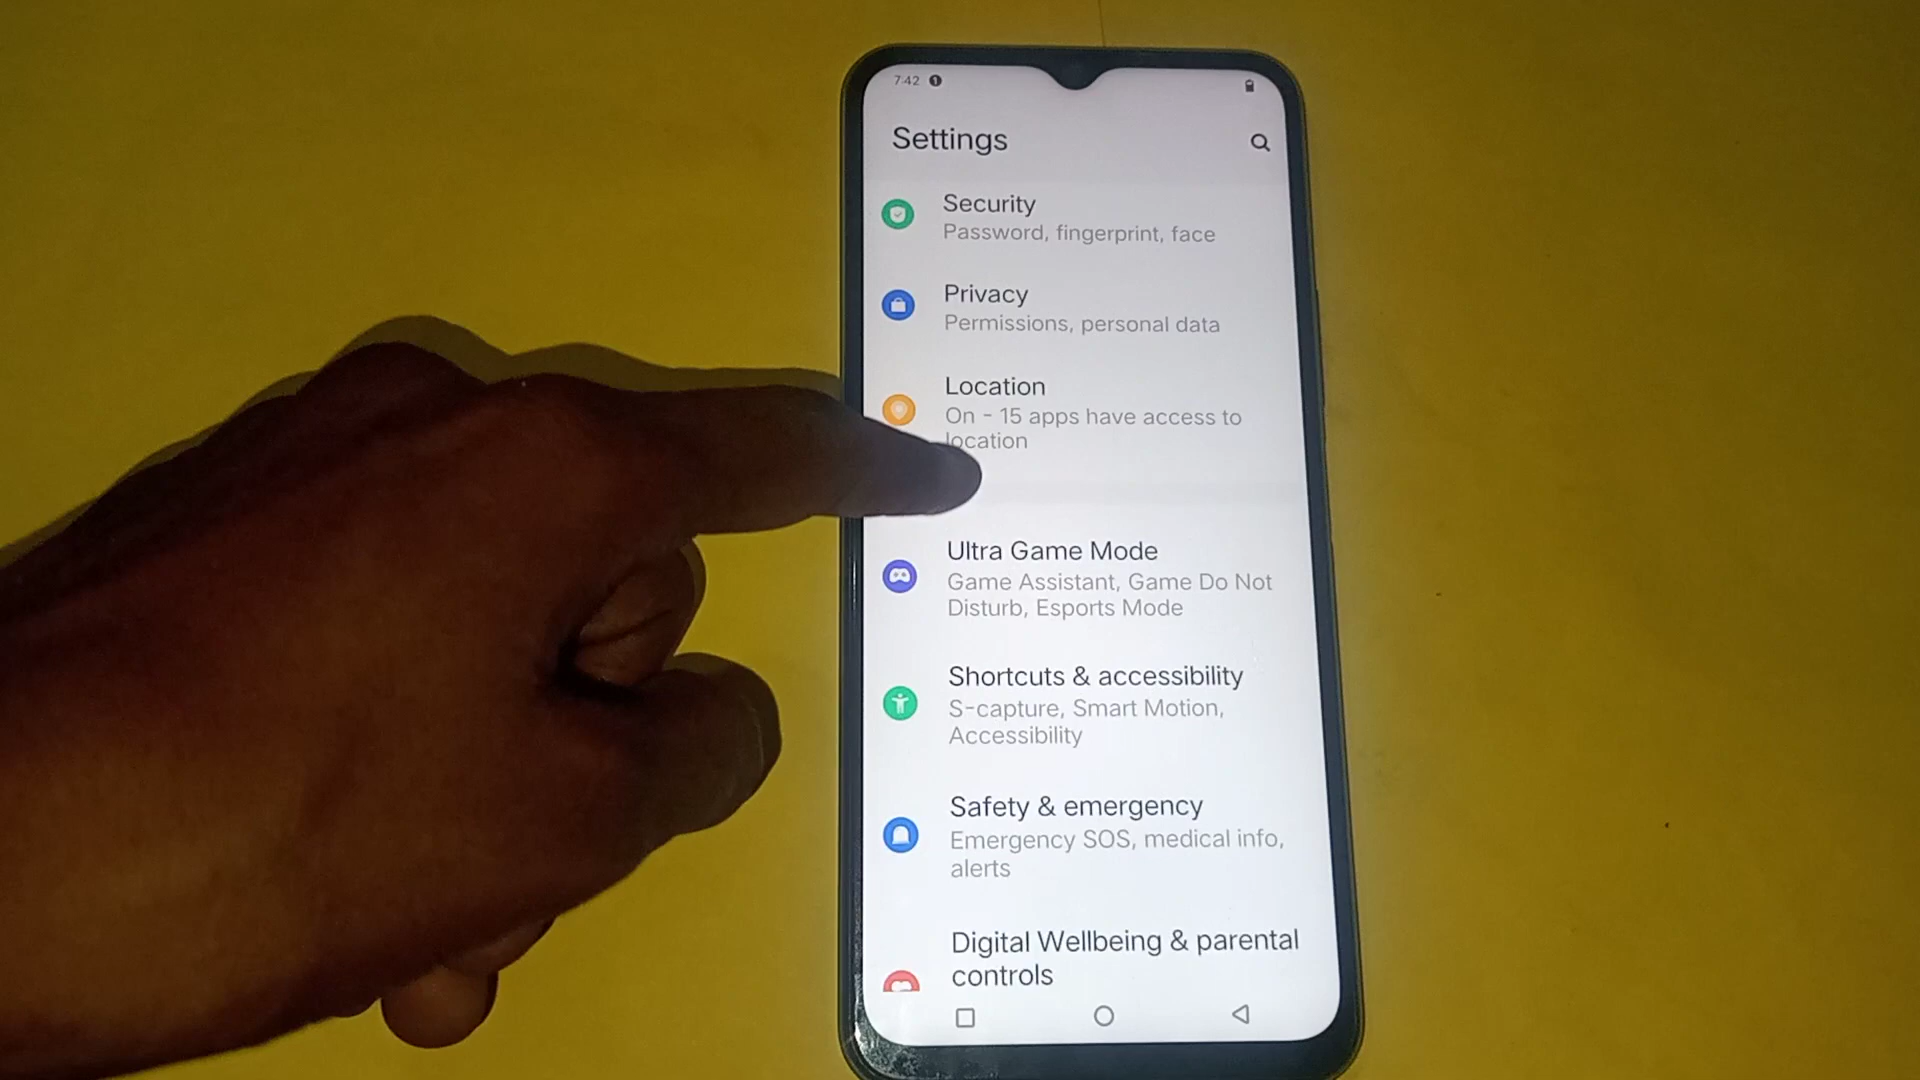 7:42
Settings
Security
Password, fingerprint, face
Privacy
Permissions, personal data
Location
On - 15 apps have access to
location
Ultra Game Mode
Game Assistant, Game Do Not
Disturb, Esports Mode
Shortcuts & accessibility
S-capture, Smart Motion,
Accessibility
Safety & emergency
Emergency SOS, medical info,
alerts
Digital Wellbeing & parental
controls